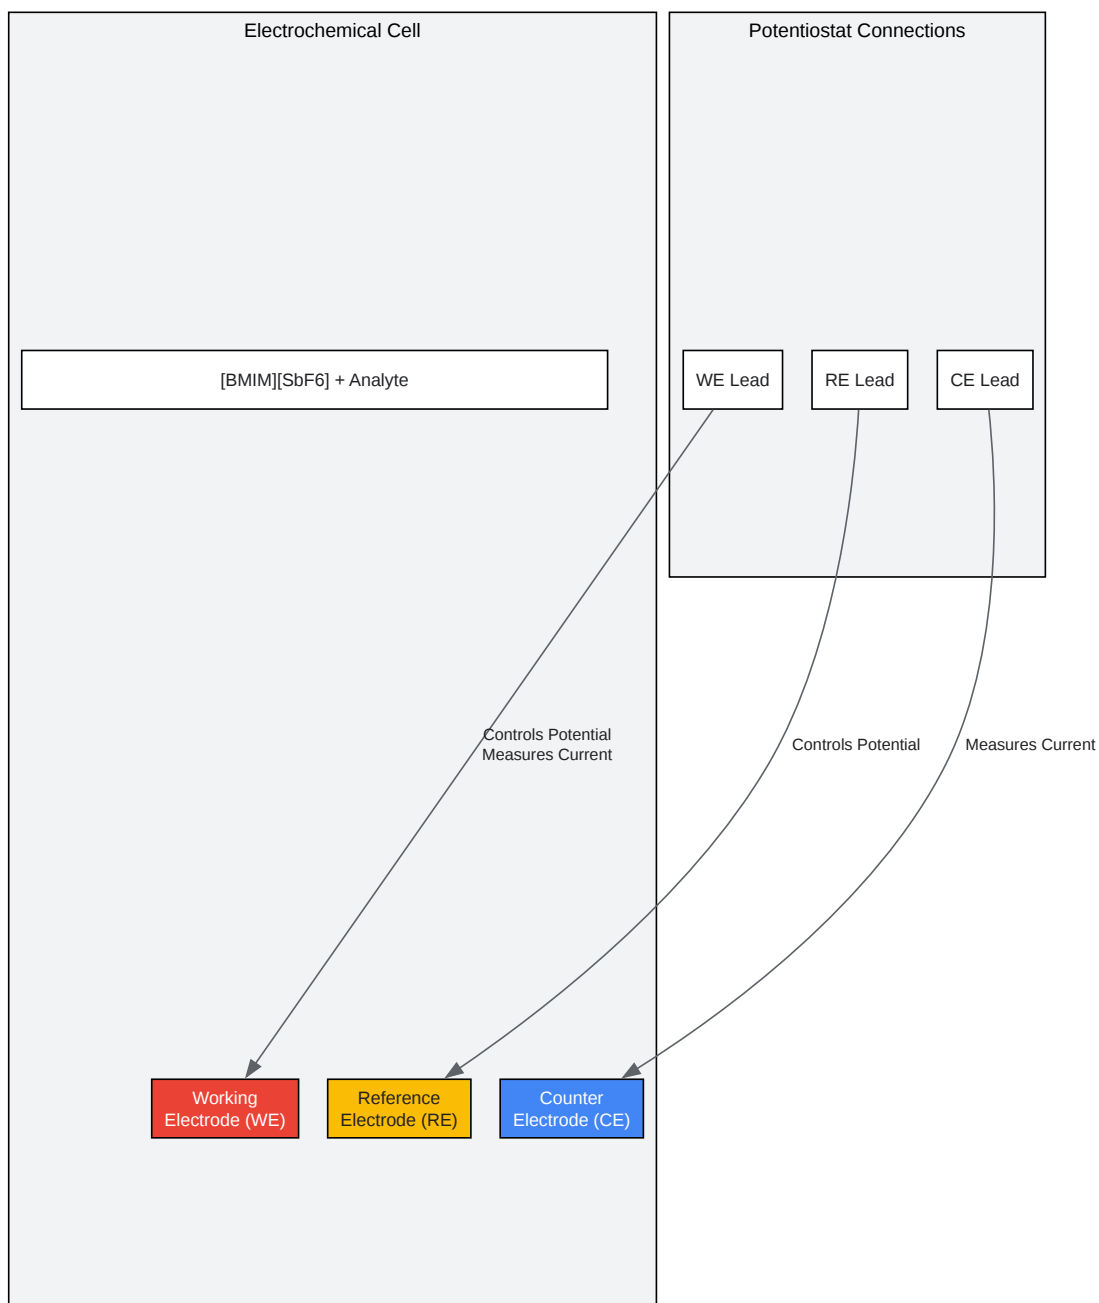 Electrochemical Cell
Potentiostat Connections
[BMIM][SbF6] + Analyte
WE Lead
RE Lead
CE Lead
Controls Potential
Measures Current
Controls Potential
Measures Current
Working
Electrode (WE)
Reference
Electrode (RE)
Counter
Electrode (CE)